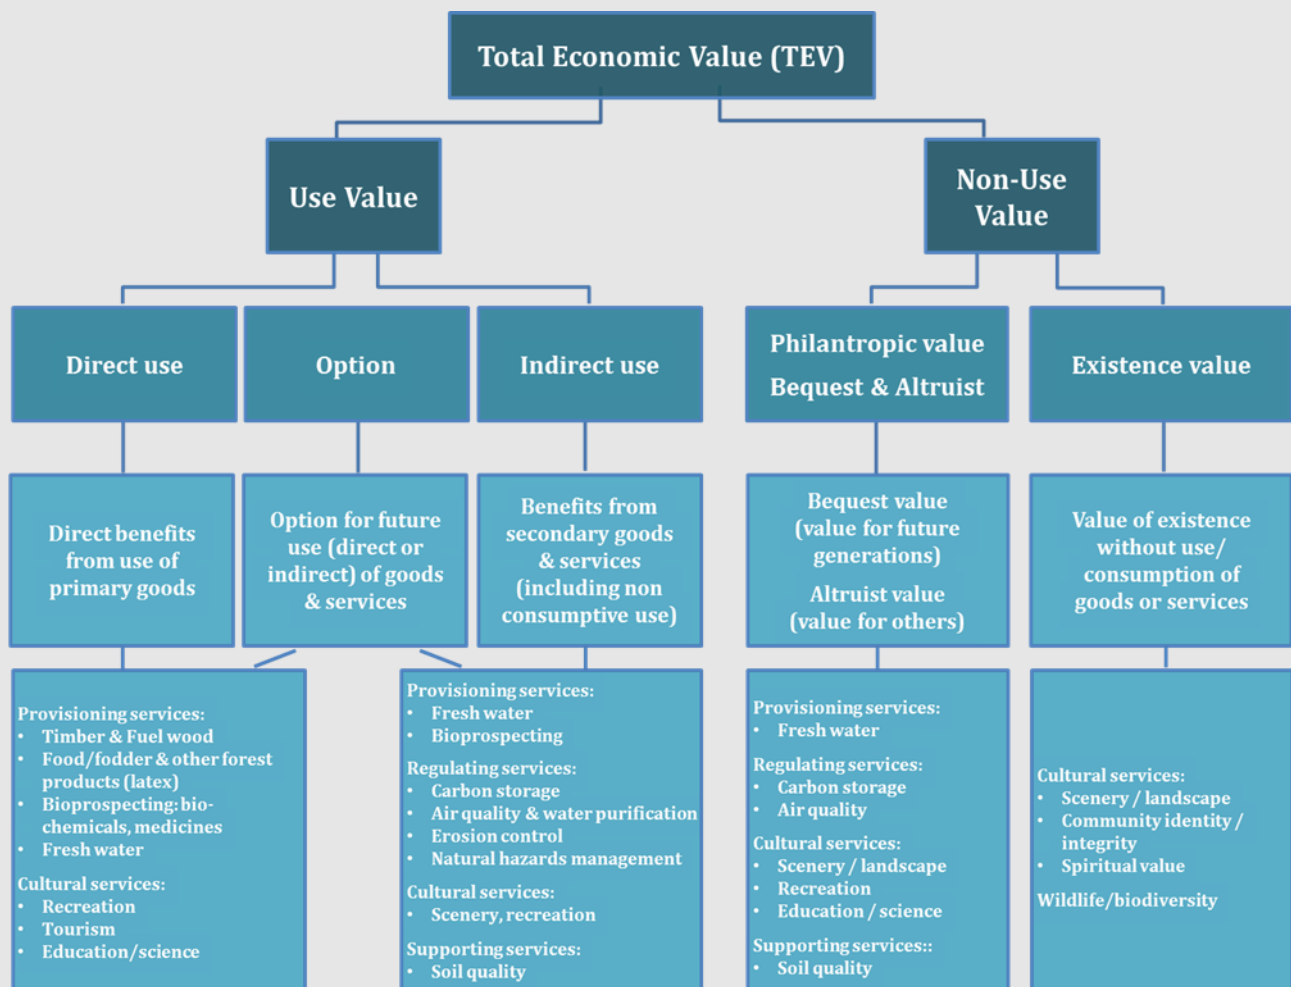 Total Economic Value (TEV)
Use Value
Non-Use
Value
Direct use
Option
Indirect use
Philantropic value
Bequest & Altruist
Existence value
Direct benefits
from use of
primary goods
Option for future
use (direct or
indirect) of goods
& services
Benefits from
secondary goods
& services
(including non
consumptive use)
Bequest value
(value for future
generations)
Altruist value
(value for others)
Value of existence
without use/
consumption of
goods or services
Provisioning services:
• Timber & Fuel wood
• Food/fodder & other forest
products (latex)
• Bioprospecting: bio-
chemicals, medicines
• Fresh water
Cultural services:
• Recreation
• Tourism
• Education/science
Provisioning services:
• Fresh water
• Bioprospecting
Regulating services:
• Carbon storage
• Air quality & water purification
• Erosion control
• Natural hazards management
Cultural services:
• Scenery, recreation
Supporting services:
• Soil quality
Provisioning services:
• Fresh water
Regulating services:
• Carbon storage
• Air quality
Cultural services:
• Scenery / landscape
• Recreation
• Education / science
Supporting services::
• Soil quality
Cultural services:
• Scenery / landscape
• Community identity /
integrity
• Spiritual value
Wildlife/biodiversity